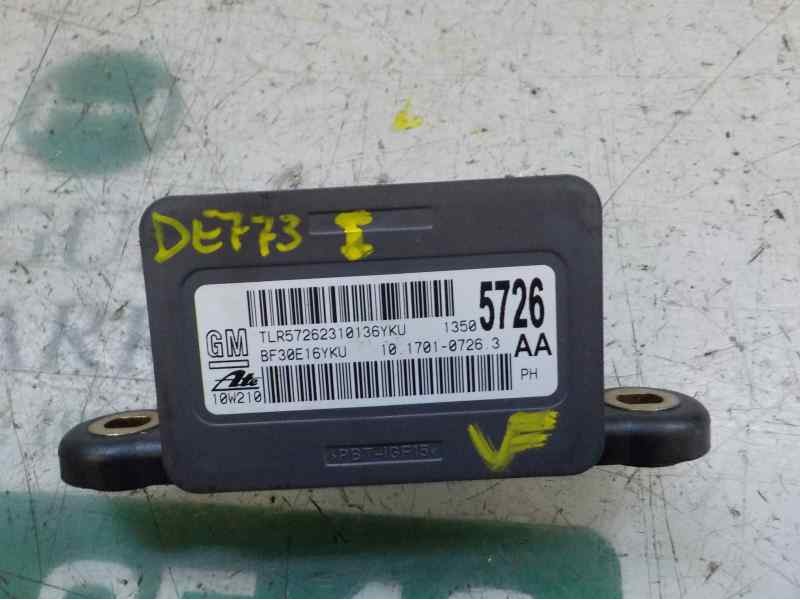 DE773 I
TLR57262310136YKU 1350 5726
GM BF30E16YKU 10.1701-0726.3 AA
Ate
10W210 PH
>PBT-IGF15<
VF